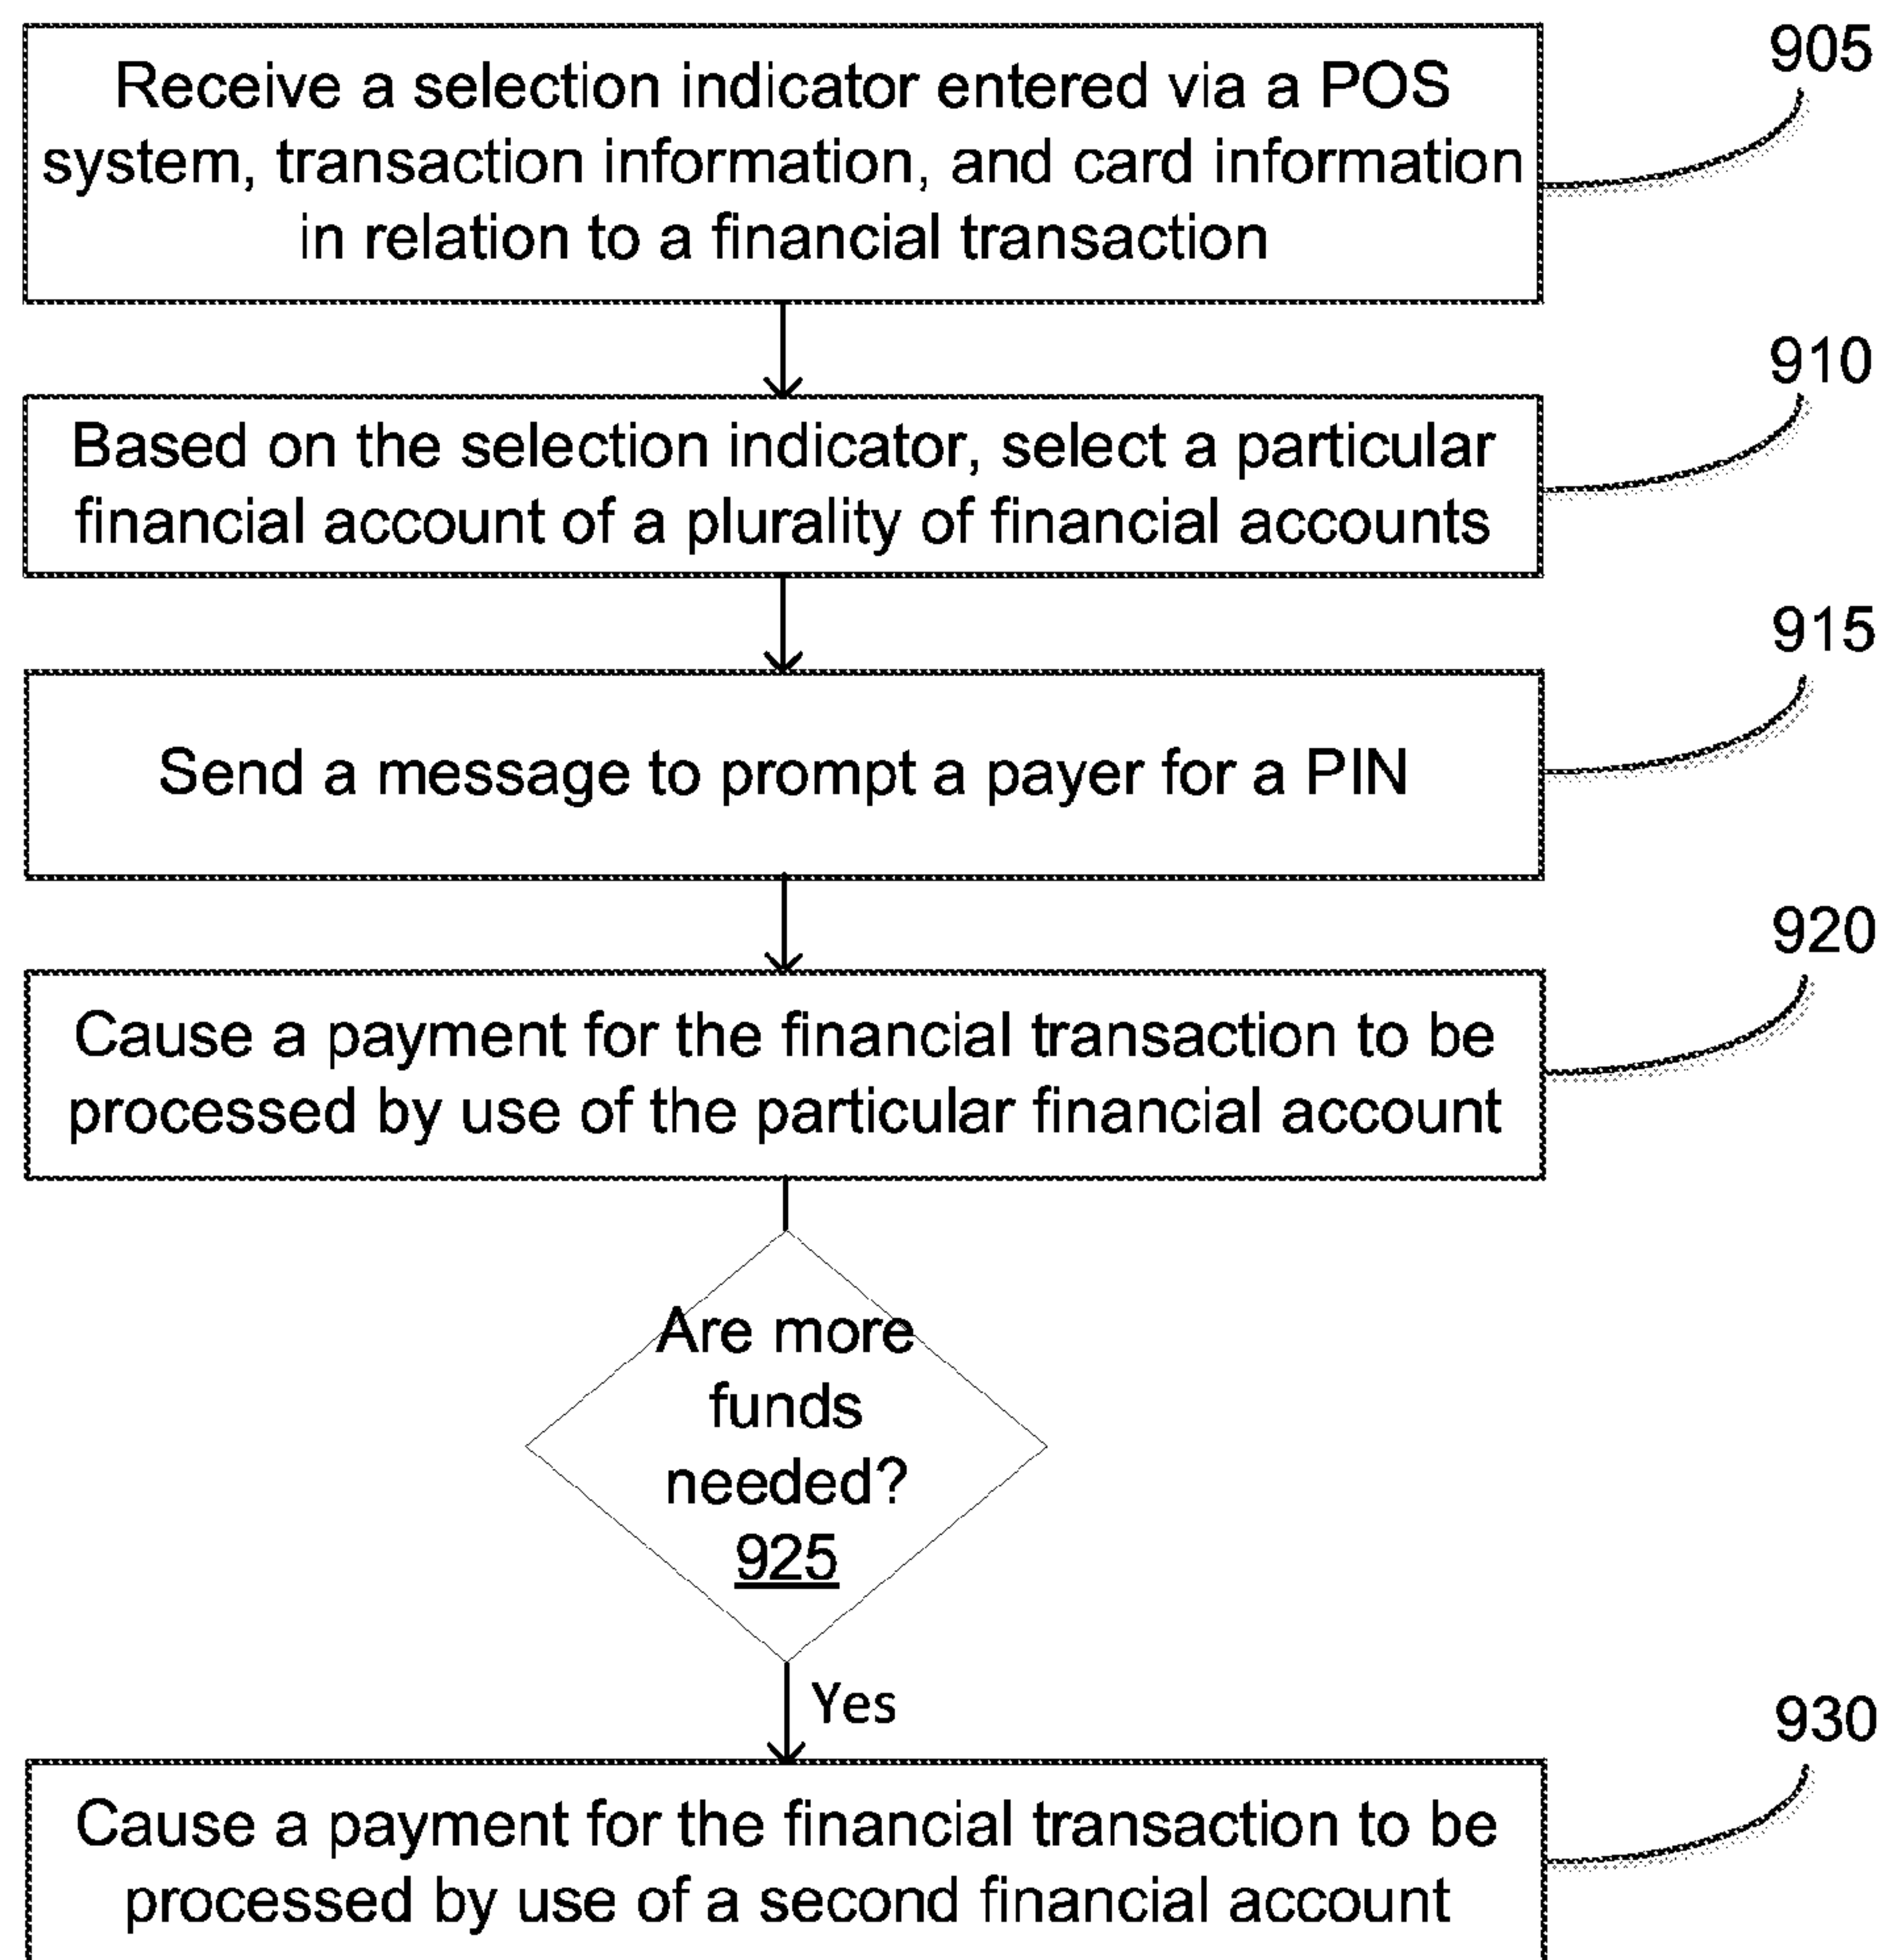 Receive a selection indicator entered via a POS
system, transaction information, and card information
in relation to a financial transaction
905
Based on the selection indicator, select a particular
financial account of a plurality of financial accounts
910
Send a message to prompt a payer for a PIN
915
Cause a payment for the financial transaction to be
processed by use of the particular financial account
920
Are more
funds
needed?
925
Yes
Cause a payment for the financial transaction to be
processed by use of a second financial account
930